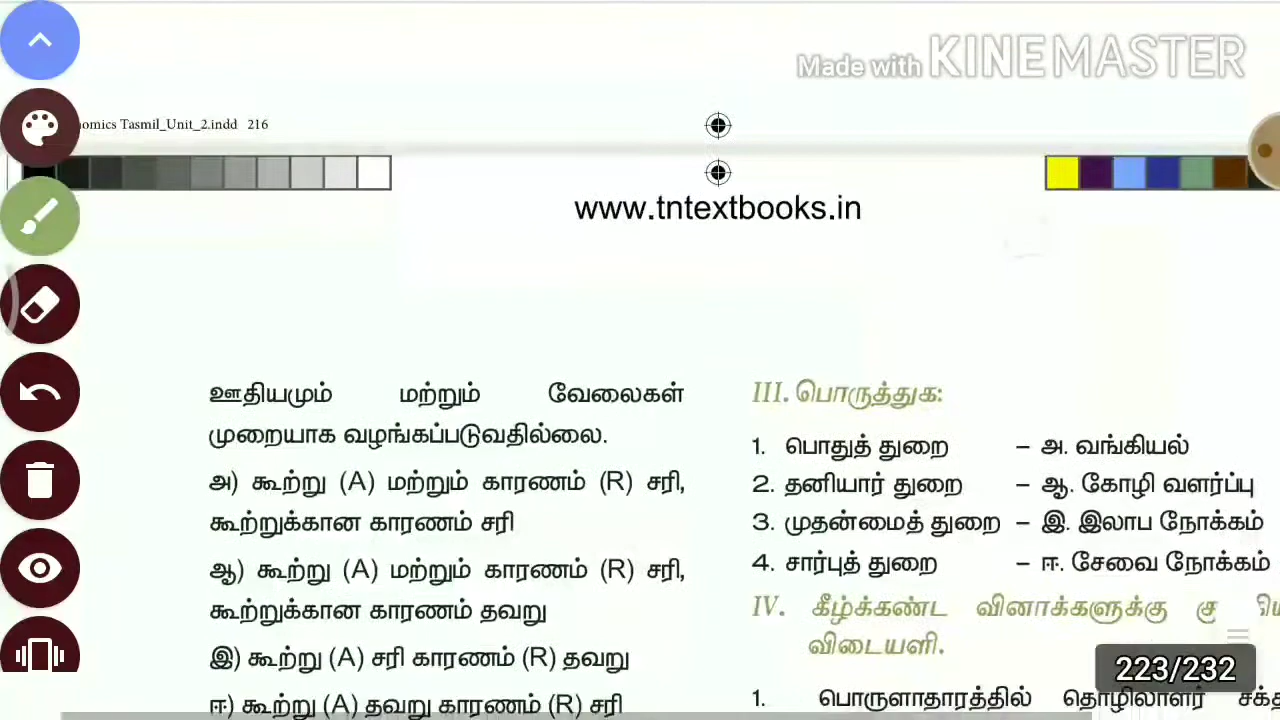 Made with KINEMASTER
nomics Tasmil_Unit_2.indd 216
www.tntextbooks.in
ஊதியமும் மற்றும் வேலைகள்
முறையாக வழங்கப்படுவதில்லை.
அ) கூற்று (A) மற்றும் காரணம் (R) சரி,
கூற்றுக்கான காரணம் சரி
ஆ) கூற்று (A) மற்றும் காரணம் (R) சரி,
கூற்றுக்கான காரணம் தவறு
இ) கூற்று (A) சரி காரணம் (R) தவறு
ஈ) கூற்று (A) தவறு காரணம் (R) சரி
III. பொருத்துக:
1. பொதுத் துறை – அ. வங்கியல்
2. தனியார் துறை – ஆ. கோழி வளர்ப்பு
3. முதன்மைத் துறை – இ. இலாப நோக்கம்
4. சார்புத் துறை – ஈ. சேவை நோக்கம்
IV. கீழ்க்கண்ட வினாக்களுக்கு
விடையளி.
1. பொருளாதாரத்தில் தொழிலாளர்
223/232